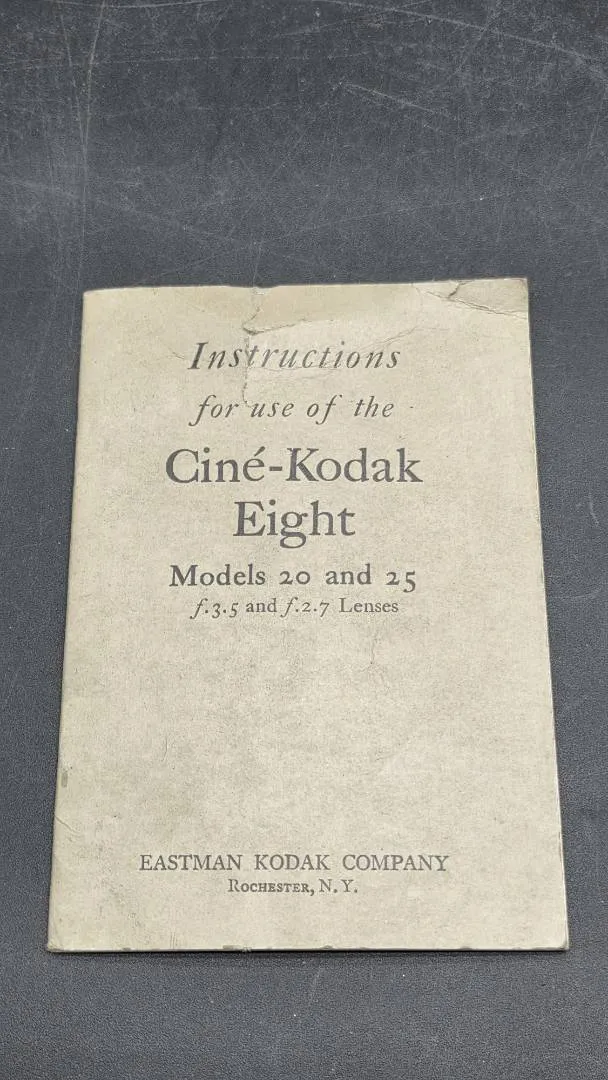 Instructions
for use of the
Ciné-Kodak
Eight
Models 20 and 25
f.3.5 and f.2.7 Lenses
EASTMAN KODAK COMPANY
Rochester, N. Y.